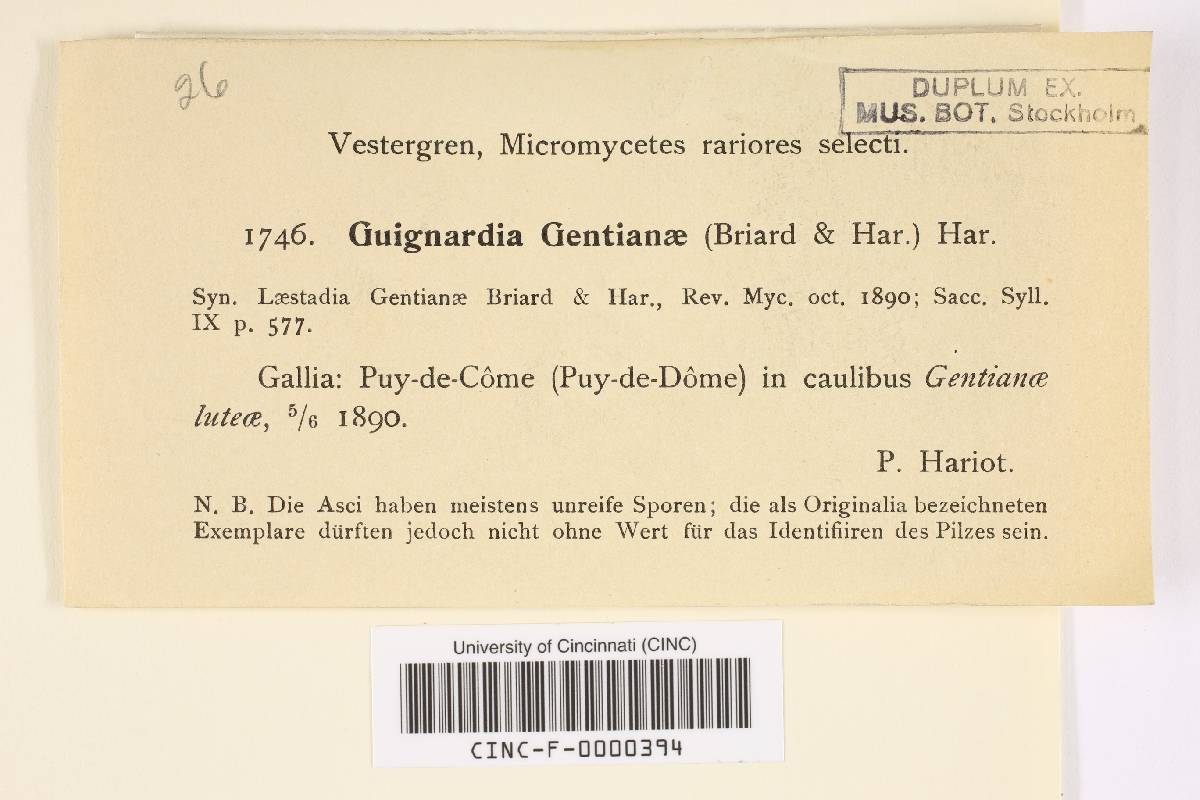 26
DUPLUM EX.
MUS. BOT. Stockholm
Vestergren, Micromycetes rariores selecti.
1746. Guignardia Gentianæ (Briard & Har.) Har.
Syn. Læstadia Gentianæ Briard & Har., Rev. Myc. oct. 1890; Sacc. Syll.
IX p. 577.
Gallia: Puy-de-Côme (Puy-de-Dôme) in caulibus Gentianæ
luteæ, 5/6 1890.
P. Hariot.
N. B. Die Asci haben meistens unreife Sporen; die als Originalia bezeichneten
Exemplare dürften jedoch nicht ohne Wert für das Identifiiren des Pilzes sein.
University of Cincinnati (CINC)
CINC-F-0000394